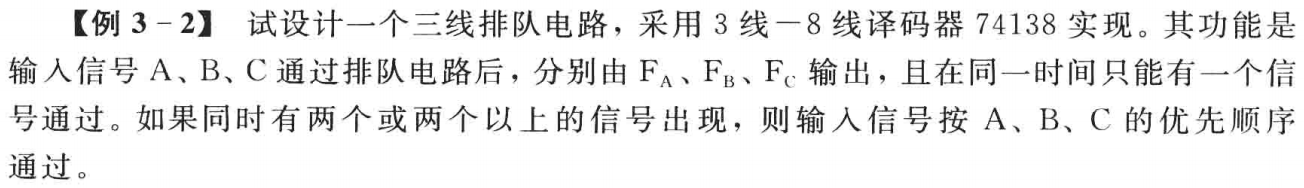 【例 3-2】 试设计一个三线排队电路，采用 3 线－8 线译码器 74138 实现。其功能是
输入信号 A、B、C 通过排队电路后，分别由 F_A、F_B、F_C 输出，且在同一时间只能有一个信
号通过。如果同时有两个或两个以上的信号出现，则输入信号按 A、B、C 的优先顺序
通过。